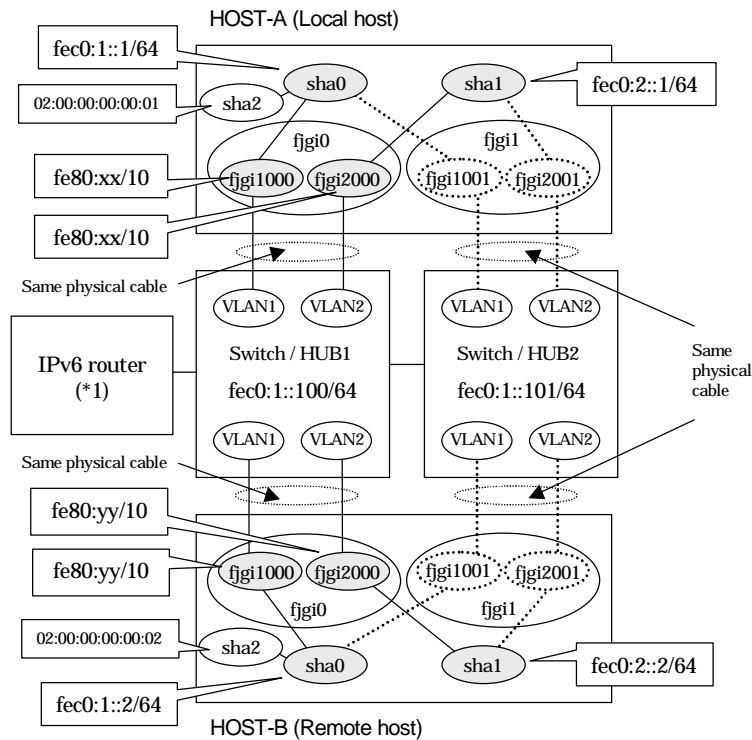 HOST-A (Local host)
fec0:1::1/64
sha0
sha1
fec0:2::1/64
02:00:00:00:00:01
sha2
fjgi0
fjgi1
fe80:xx/10
fjgi1000
fjgi2000
fjgi1001
fjgi2001
fe80:xx/10
Same physical cable
VLAN1
VLAN2
VLAN1
VLAN2
IPv6 router
(*1)
Switch / HUB1
fec0:1::100/64
Switch / HUB2
fec0:1::101/64
Same
physical
cable
VLAN1
VLAN2
VLAN1
VLAN2
Same physical cable
fe80:yy/10
fe80:yy/10
fjgi1000
fjgi2000
fjgi1001
fjgi2001
fjgi0
fjgi1
02:00:00:00:00:02
sha2
sha0
sha1
fec0:2::2/64
fec0:1::2/64
HOST-B (Remote host)